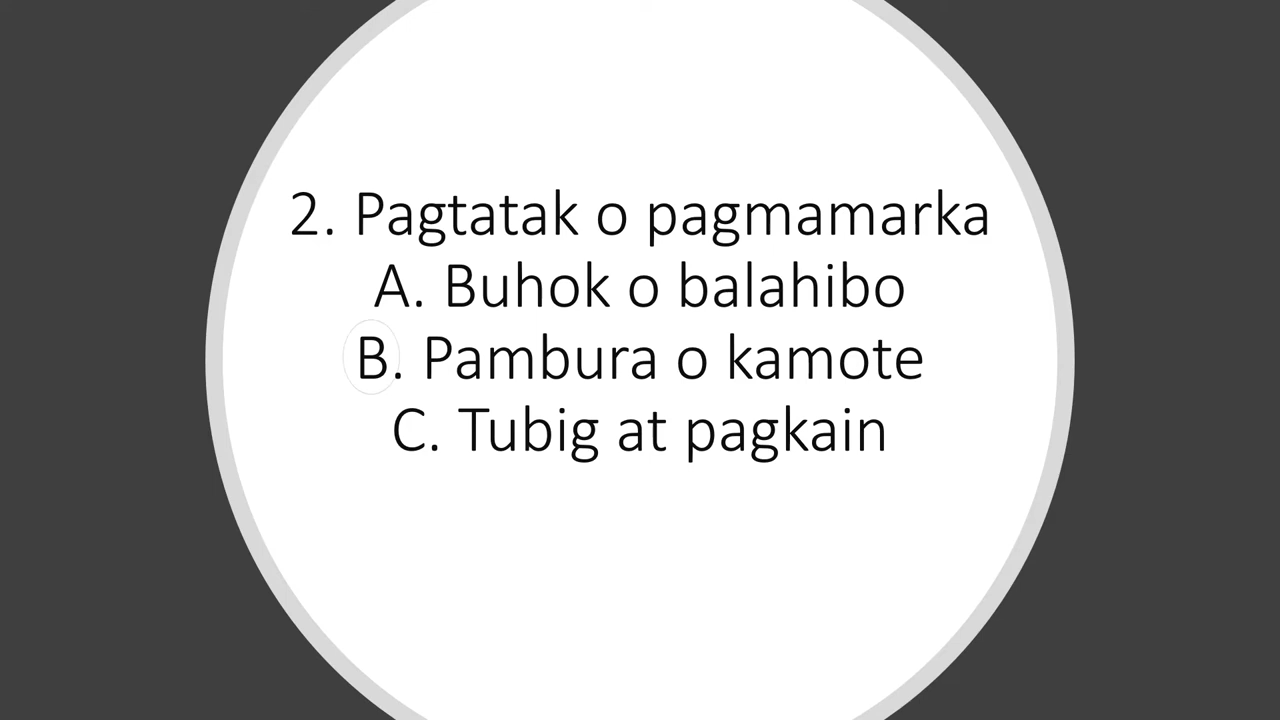 2. Pagtatak o pagmamarka
A. Buhok o balahibo
B. Pambura o kamote
C. Tubig at pagkain